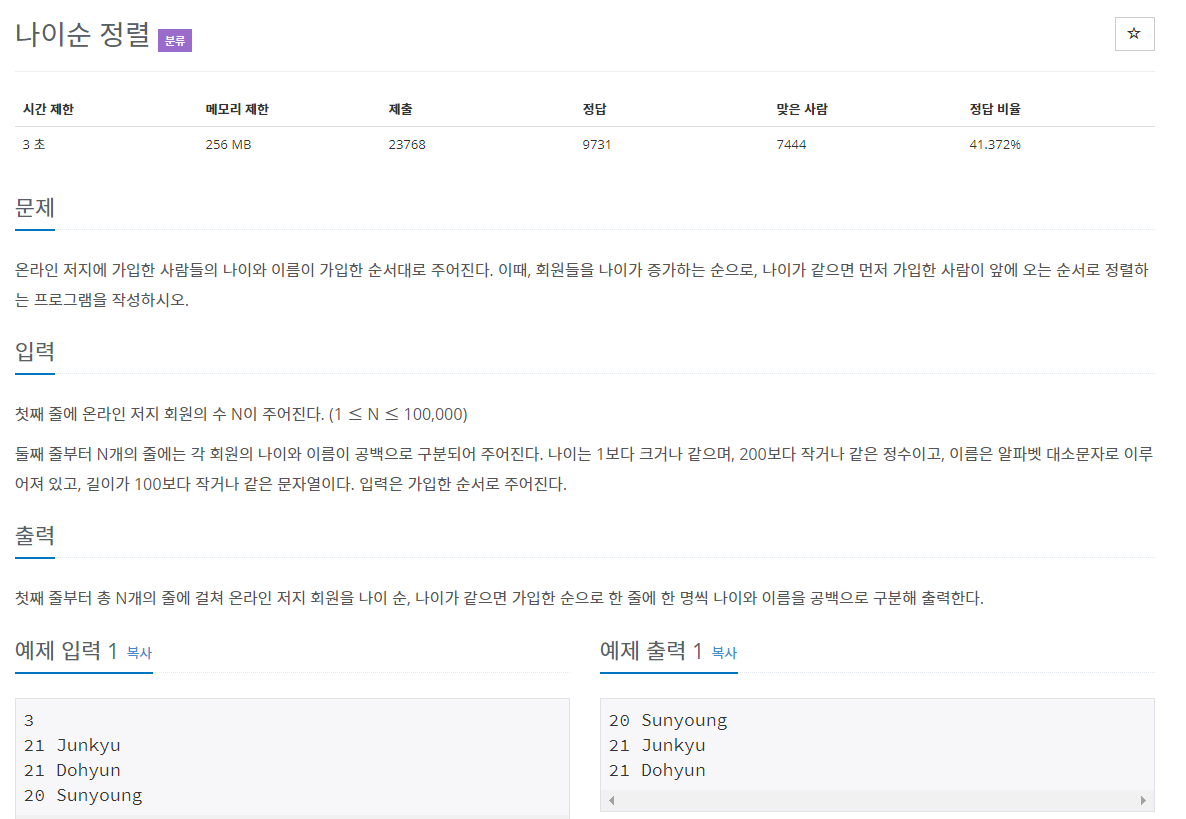 나이순 정렬 분류
☆
시간 제한 메모리 제한 제출 정답 맞은 사람 정답 비율
3 초 256 MB 23768 9731 7444 41.372%
문제
온라인 저지에 가입한 사람들의 나이와 이름이 가입한 순서대로 주어진다. 이때, 회원들을 나이가 증가하는 순으로, 나이가 같으면 먼저 가입한 사람이 앞에 오는 순서로 정렬하
는 프로그램을 작성하시오.
입력
첫째 줄에 온라인 저지 회원의 수 N이 주어진다. (1 ≤ N ≤ 100,000)
둘째 줄부터 N개의 줄에는 각 회원의 나이와 이름이 공백으로 구분되어 주어진다. 나이는 1보다 크거나 같으며, 200보다 작거나 같은 정수이고, 이름은 알파벳 대소문자로 이루
어져 있고, 길이가 100보다 작거나 같은 문자열이다. 입력은 가입한 순서로 주어진다.
출력
첫째 줄부터 총 N개의 줄에 걸쳐 온라인 저지 회원을 나이 순, 나이가 같으면 가입한 순으로 한 줄에 한 명씩 나이와 이름을 공백으로 구분해 출력한다.
예제 입력 1 복사
3
21 Junkyu
21 Dohyun
20 Sunyoung
예제 출력 1 복사
20 Sunyoung
21 Junkyu
21 Dohyun